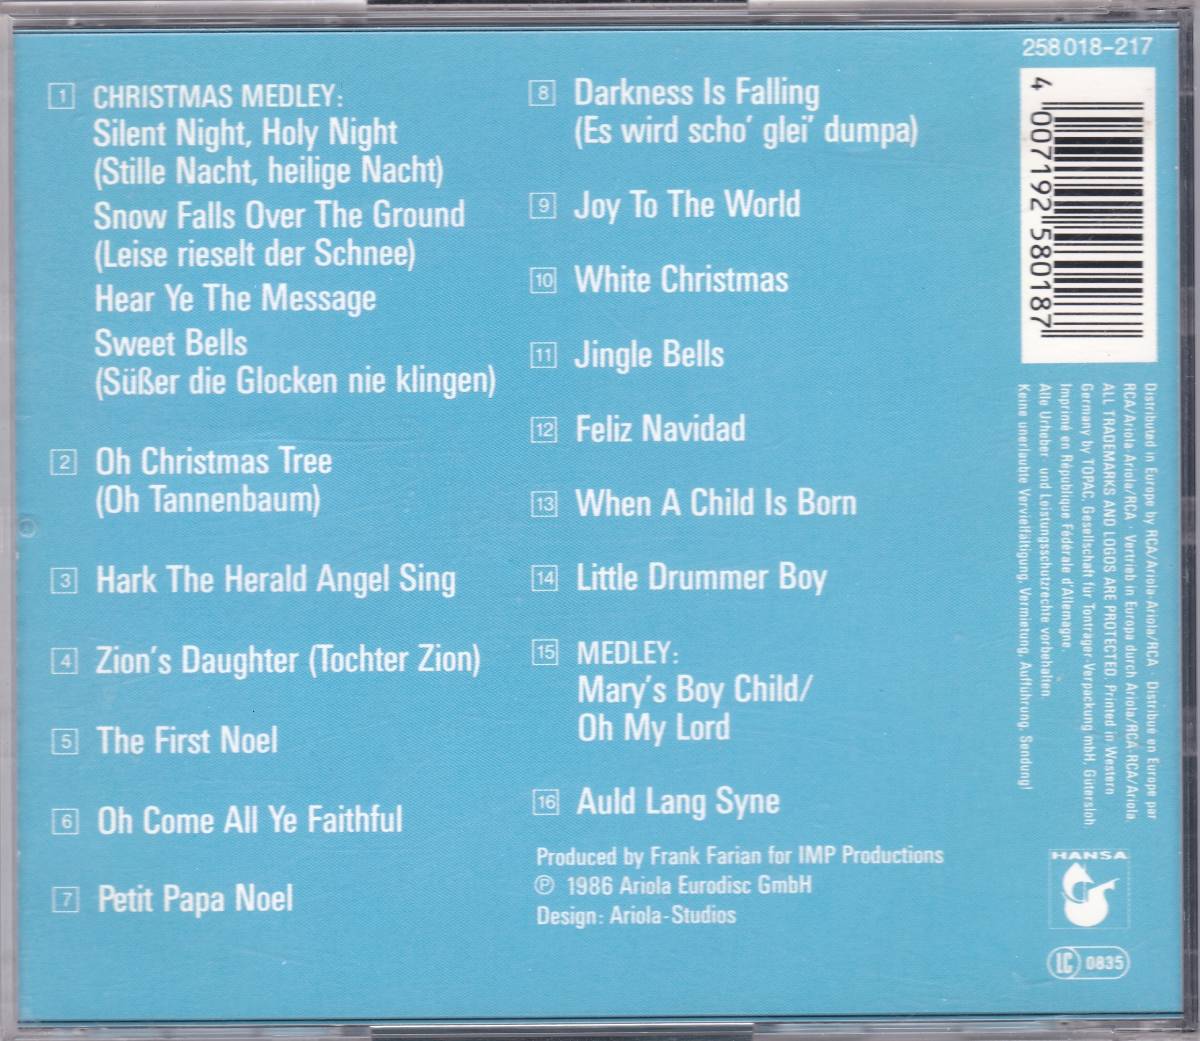 1 CHRISTMAS MEDLEY:
Silent Night, Holy Night
(Stille Nacht, heilige Nacht)
Snow Falls Over The Ground
(Leise rieselt der Schnee)
Hear Ye The Message
Sweet Bells
(Süßer die Glocken nie klingen)
2 Oh Christmas Tree
(Oh Tannenbaum)
3 Hark The Herald Angel Sing
4 Zion's Daughter (Tochter Zion)
5 The First Noel
6 Oh Come All Ye Faithful
7 Petit Papa Noel
8 Darkness Is Falling
(Es wird scho' glei' dumpa)
9 Joy To The World
10 White Christmas
11 Jingle Bells
12 Feliz Navidad
13 When A Child Is Born
14 Little Drummer Boy
15 MEDLEY:
Mary's Boy Child/
Oh My Lord
16 Auld Lang Syne
Produced by Frank Farian for IMP Productions
℗ 1986 Ariola Eurodisc GmbH
Design: Ariola-Studios
258 018-217
4 007192 580187
Distributed in Europe by RCA/Ariola-Ariola/RCA · Distribué en Europe par
RCA/Ariola Ariola/RCA · Vertrieb in Europa durch Ariola/RCA-RCA/Ariola.
ALL TRADEMARKS AND LOGOS ARE PROTECTED. Printed in Western
Germany by TOPAC, Gesellschaft für Tonträger-Verpackung mbH, Gütersloh.
Imprimé en République Fédérale d'Allemagne.
Alle Urheber- und Leistungsschutzrechte vorbehalten.
Keine unerlaubte Vervielfältigung, Vermietung, Aufführung, Sendung!
HANSA
LC 0835